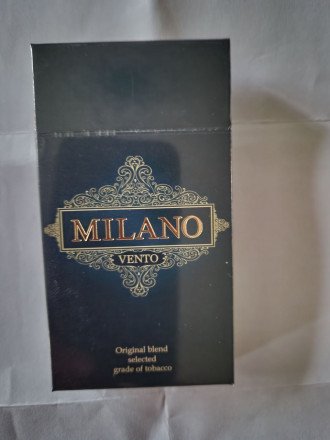 MILANO
VENTO
Original blend
selected
grade of tobacco